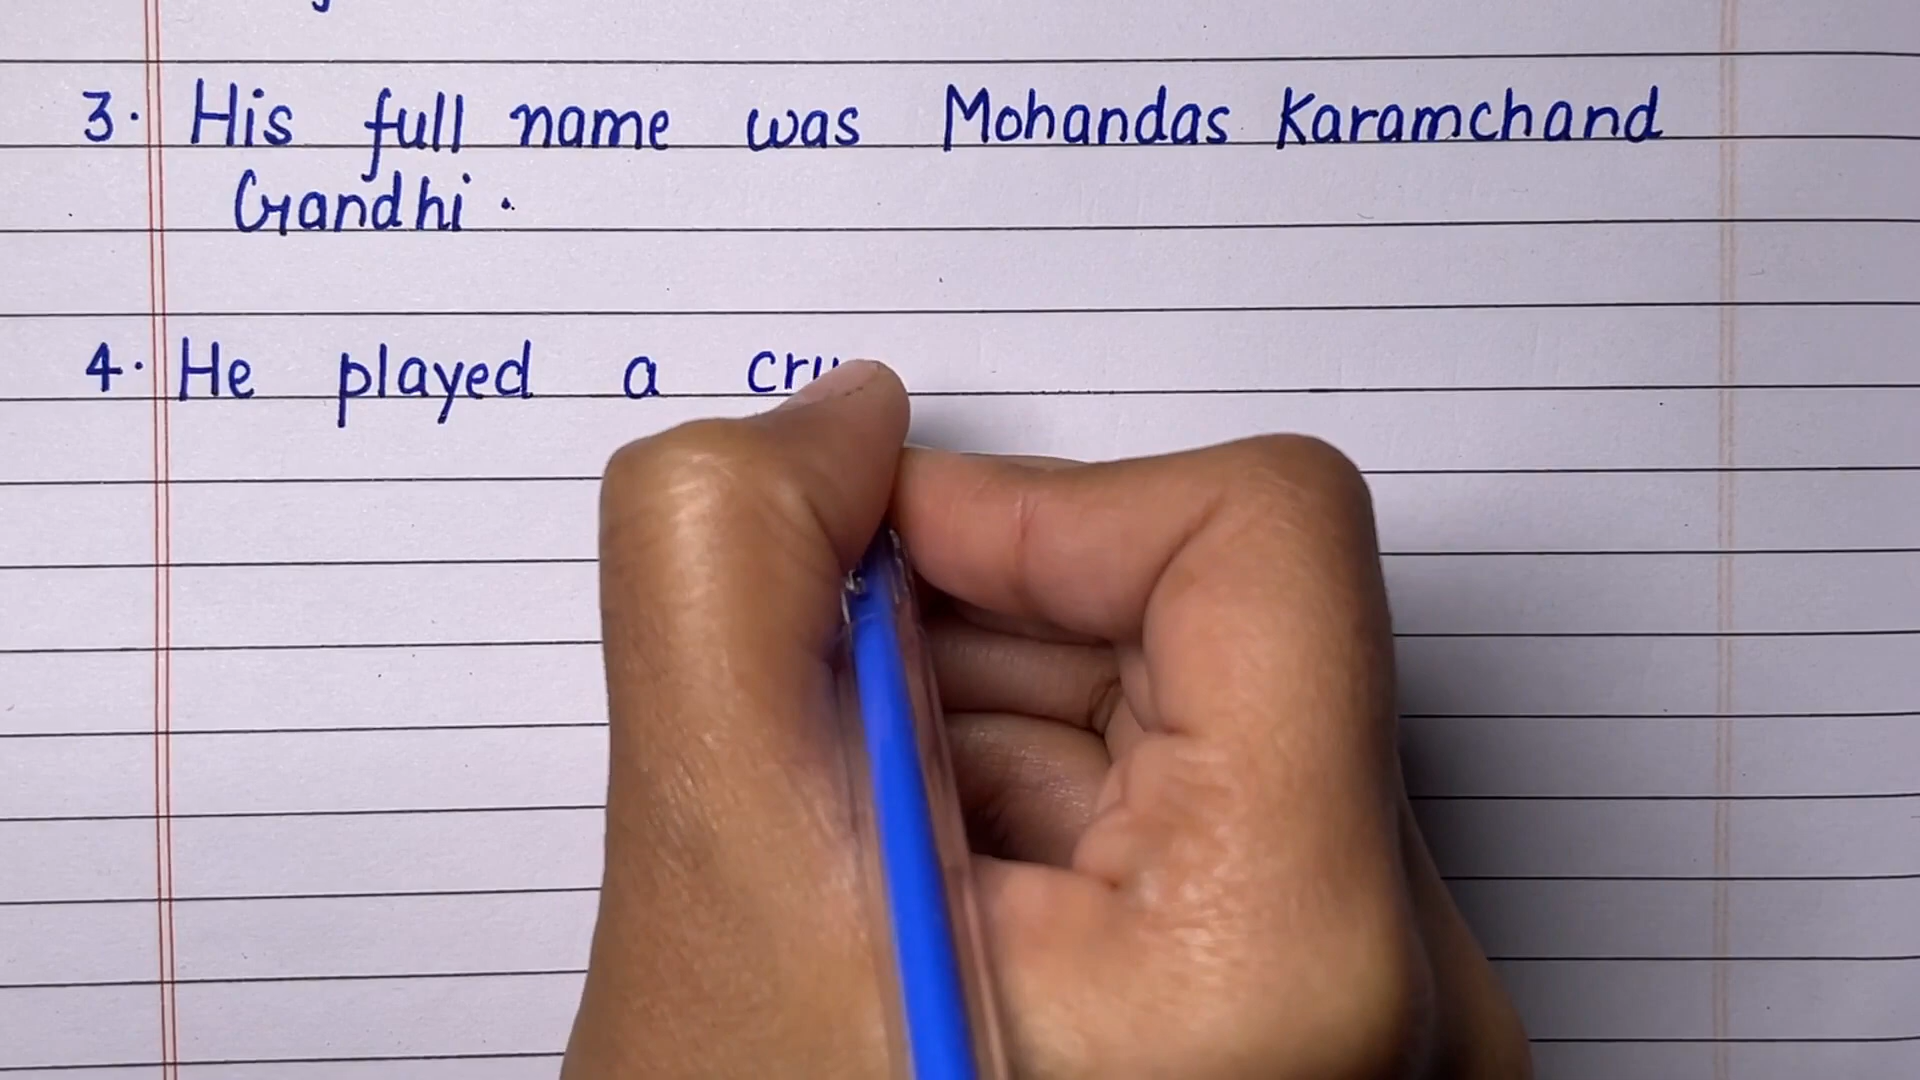 3. His full name was Mohandas Karamchand
Gandhi.
4. He played a